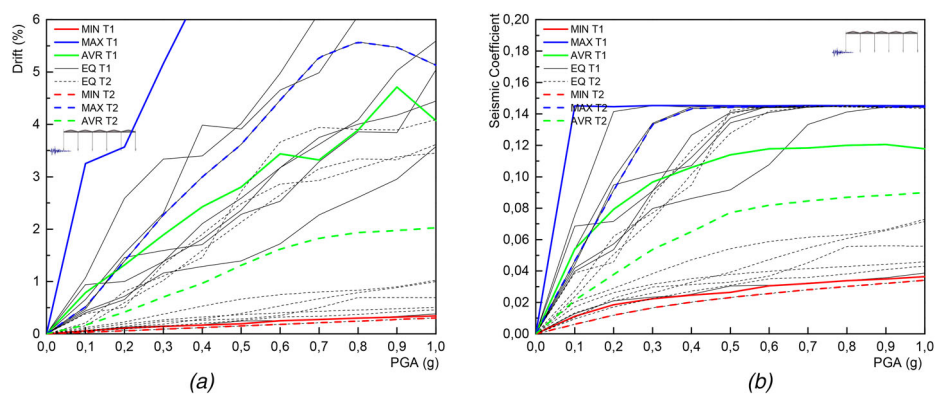 6
5
4
3
2
1
0
Drift (%)
MIN T1
MAX T1
AVR T1
EQ T1
EQ T2
MIN T2
MAX T2
AVR T2
0,0 0,1 0,2 0,3 0,4 0,5 0,6 0,7 0,8 0,9 1,0
PGA (g)
(a)
0,20
0,18
0,16
0,14
0,12
0,10
0,08
0,06
0,04
0,02
0,00
Seismic Coefficient
MIN T1
MAX T1
AVR T1
EQ T1
EQ T2
MIN T2
MAX T2
AVR T2
0,0 0,1 0,2 0,3 0,4 0,5 0,6 0,7 0,8 0,9 1,0
PGA (g)
(b)